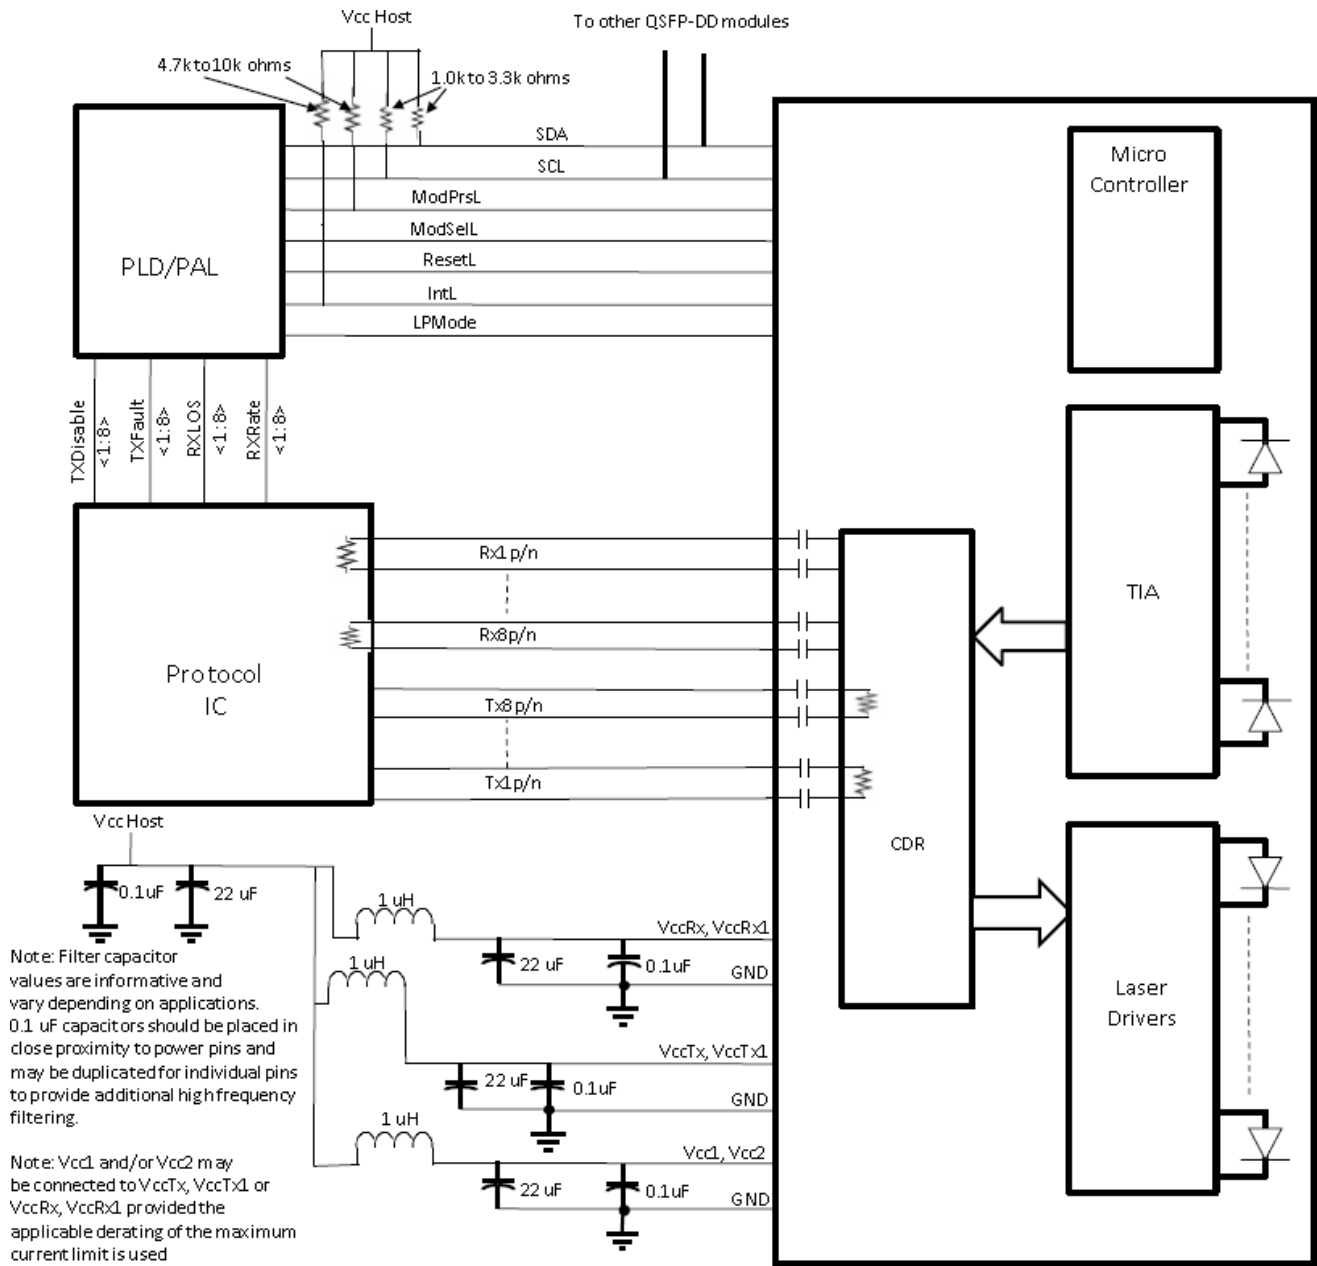 Vcc Host
To other QSFP-DD modules
4.7k to 10k ohms
1.0k to 3.3k ohms
SDA
SCL
ModPrsL
ModSelL
ResetL
IntL
LPMode
PLD/PAL
Micro
Controller
TXDisable
<1:8>
TXFault
<1:8>
RXLOS
<1:8>
RXRate
<1:8>
Rx1 p/n
Rx8 p/n
Tx8 p/n
Tx1 p/n
Protocol
IC
TIA
CDR
Laser
Drivers
Vcc Host
0.1uF
22 uF
1 uH
VccRx, VccRx1
22 uF
0.1uF
GND
1 uH
VccTx, VccTx1
22 uF
0.1uF
GND
1 uH
Vcc1, Vcc2
22 uF
0.1uF
GND
Note: Filter capacitor
values are informative and
vary depending on applications.
0.1 uF capacitors should be placed in
close proximity to power pins and
may be duplicated for individual pins
to provide additional high frequency
filtering.
Note: Vcc1 and/or Vcc2 may
be connected to VccTx, VccTx1 or
VccRx, VccRx1 provided the
applicable derating of the maximum
current limit is used